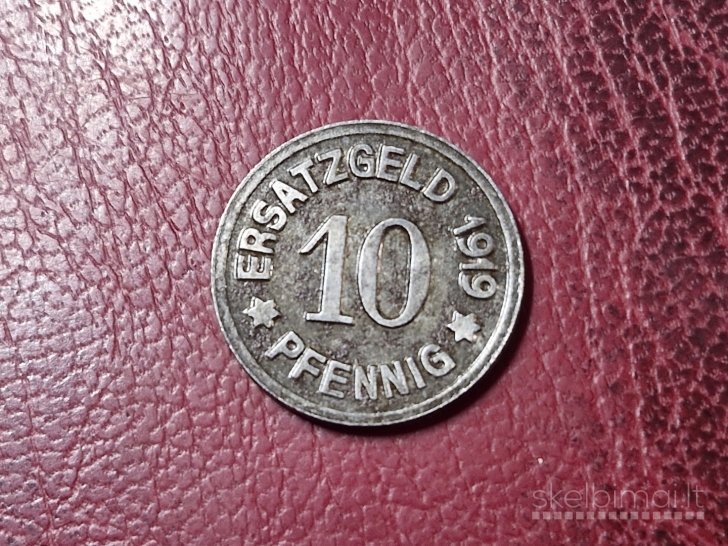 ERSATZGELD 1919
10
PFENNIG
skelbimai.lt